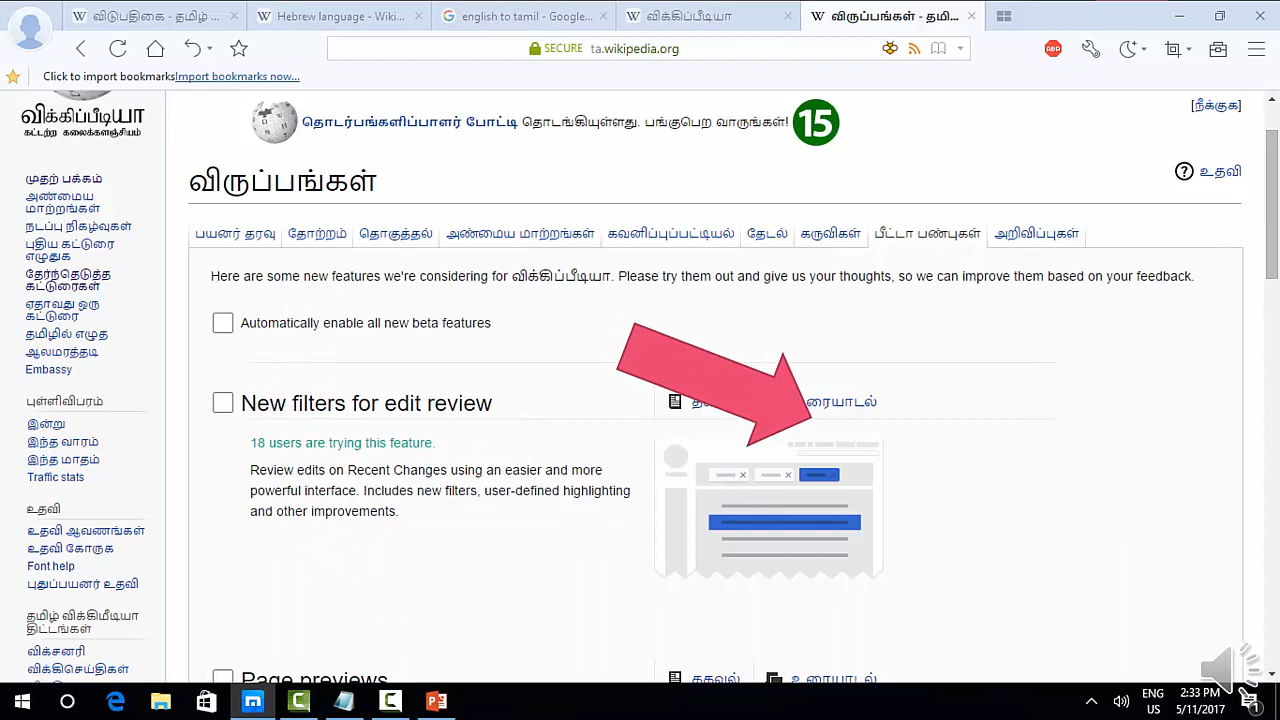 விடுபதிகை - தமிழ் ...
Hebrew language - Wiki...
english to tamil - Google...
விக்கிப்பீடியா
விருப்பங்கள் - தமி...
SECURE ta.wikipedia.org
ABP
Click to import bookmarks Import bookmarks now...
விக்கிப்பீடியா
கட்டற்ற கலைக்களஞ்சியம்
[நீக்குக]
தொடர்பங்களிப்பாளர் போட்டி தொடங்கியுள்ளது. பங்குபெற வாருங்கள்! 15
விருப்பங்கள்
? உதவி
பயனர் தரவு தோற்றம் தொகுத்தல் அண்மைய மாற்றங்கள் கவனிப்புப்பட்டியல் தேடல் கருவிகள் பீட்டா பண்புகள் அறிவிப்புகள்
Here are some new features we're considering for விக்கிப்பீடியா. Please try them out and give us your thoughts, so we can improve them based on your feedback.
Automatically enable all new beta features
New filters for edit review
ரையாடல்
18 users are trying this feature.
Review edits on Recent Changes using an easier and more
powerful interface. Includes new filters, user-defined highlighting
and other improvements.
Page previews
தகவல்
உரையாடல்
முதற் பக்கம்
அண்மைய
மாற்றங்கள்
நடப்பு நிகழ்வுகள்
புதிய கட்டுரை
எழுதுக
தேர்ந்தெடுத்த
கட்டுரைகள்
ஏதாவது ஒரு
கட்டுரை
தமிழில் எழுத
ஆலமரத்தடி
Embassy
புள்ளிவிபரம்
இன்று
இந்த வாரம்
இந்த மாதம்
Traffic stats
உதவி
உதவி ஆவணங்கள்
உதவி கோருக
Font help
புதுப்பயனர் உதவி
தமிழ் விக்கிமீடியா
திட்டங்கள்
விக்சனரி
விக்கிசெய்திகள்
ENG
US
2:33 PM
5/11/2017
1